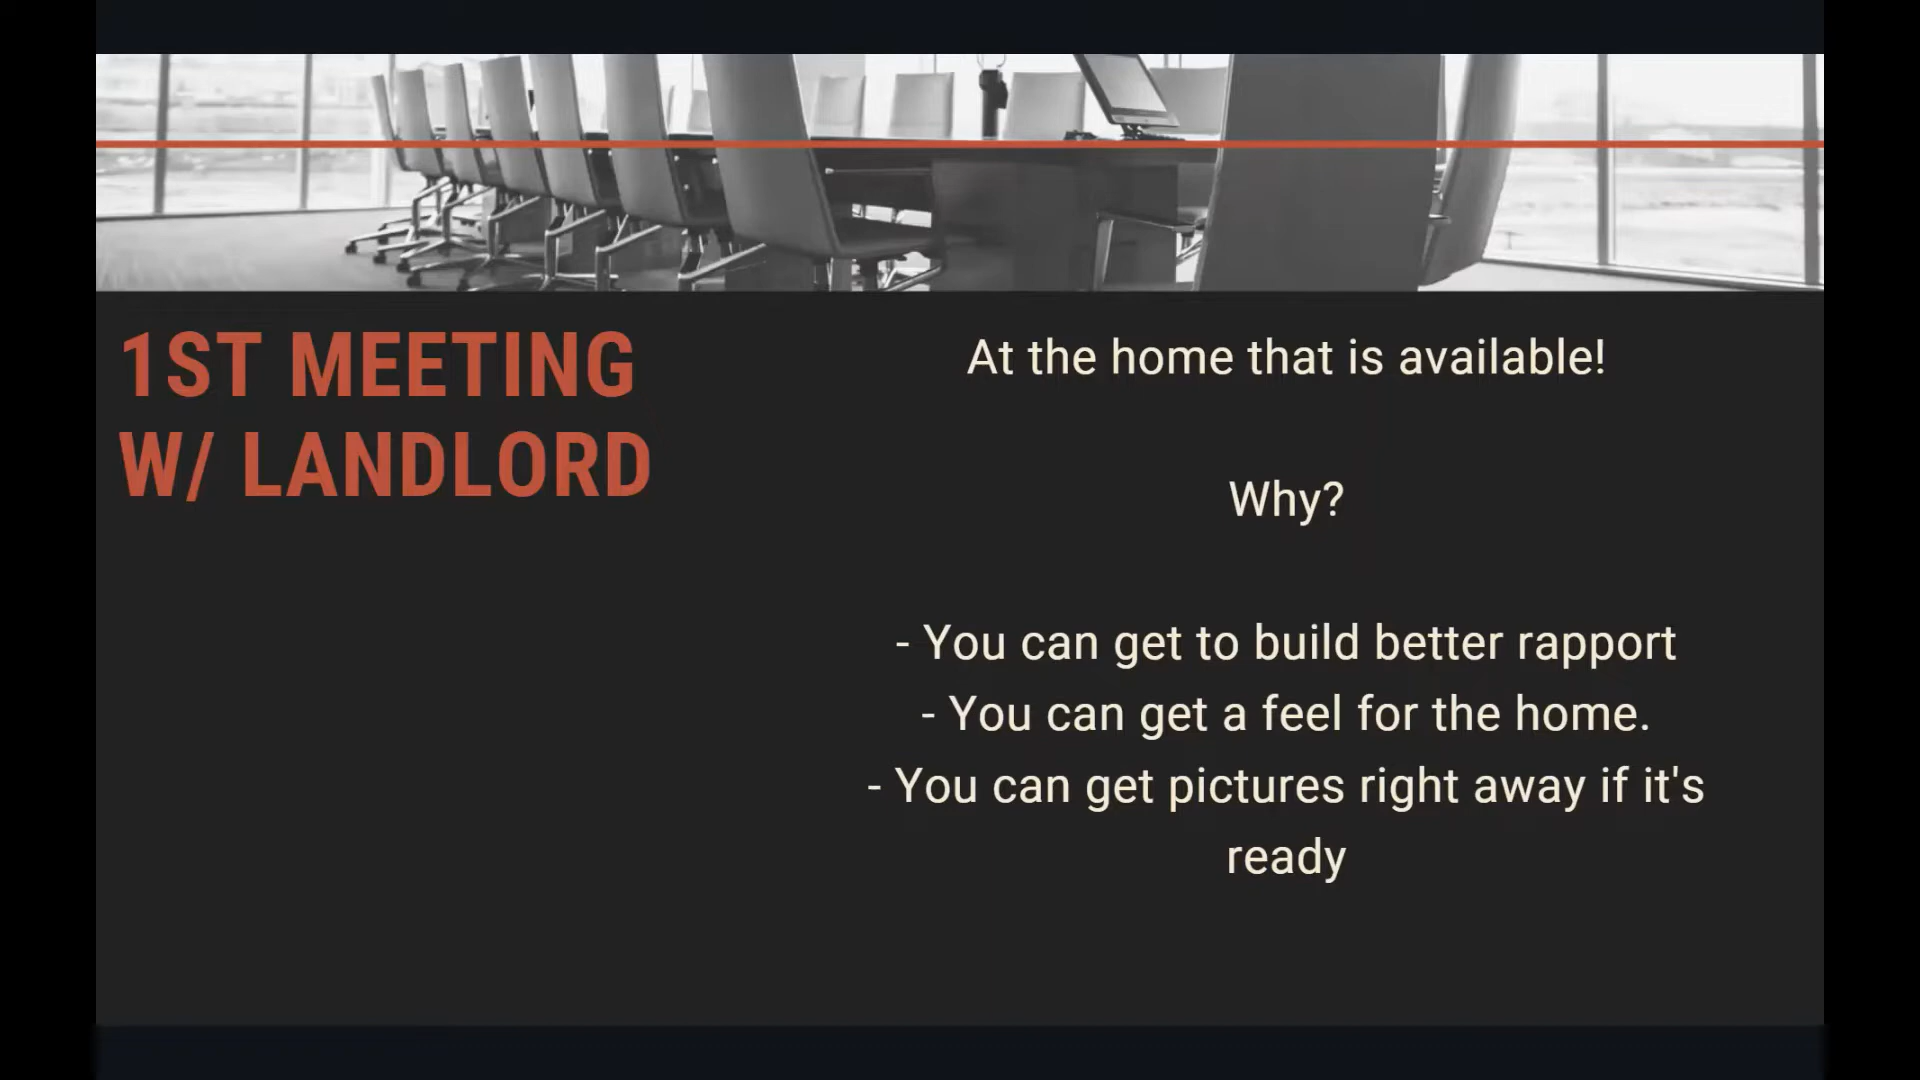 1ST MEETING
W/ LANDLORD
At the home that is available!
Why?
- You can get to build better rapport
- You can get a feel for the home.
- You can get pictures right away if it's
ready